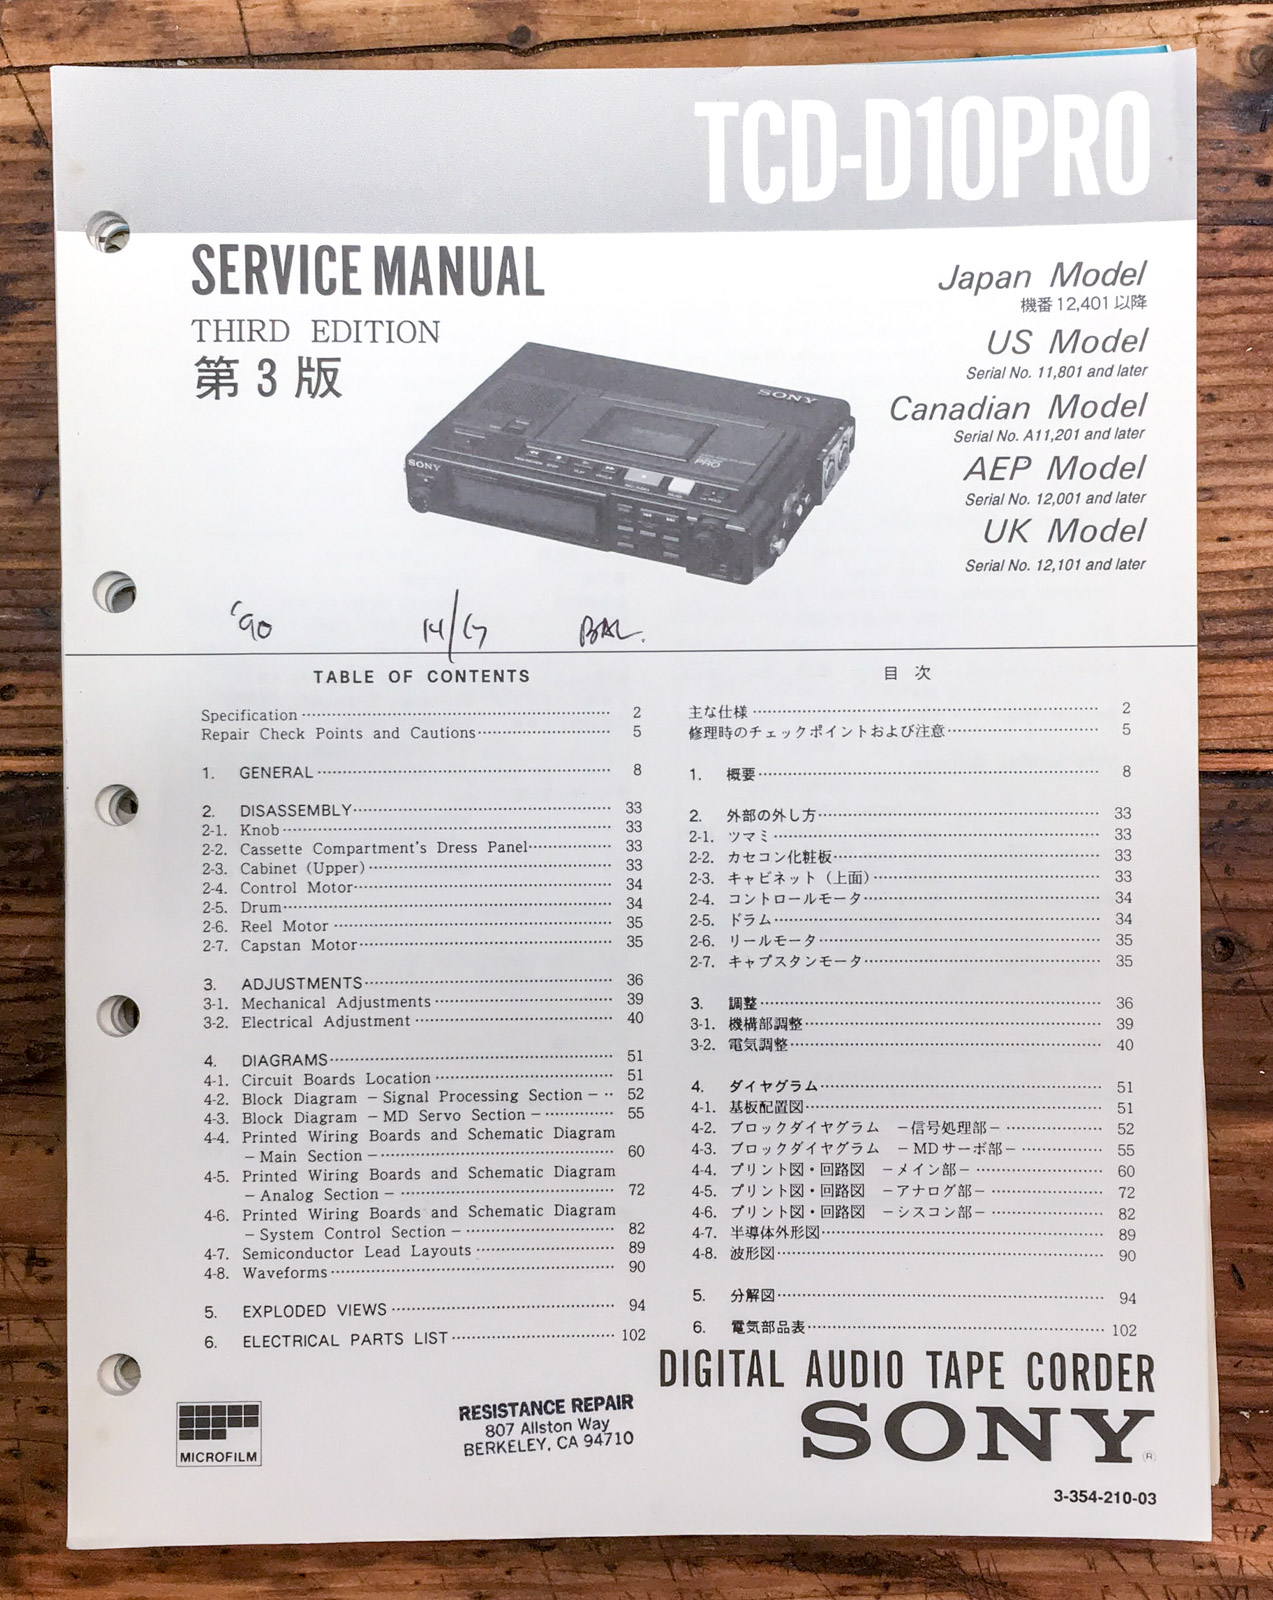 TCD-D10PRO
SERVICE MANUAL
THIRD EDITION
第3版
Japan Model
機番12,401以降
US Model
Serial No. 11,801 and later
Canadian Model
Serial No. A11,201 and later
AEP Model
Serial No. 12,001 and later
UK Model
Serial No. 12,101 and later
SONY
SONY
PRO
'90
TABLE OF CONTENTS
Specification 2
Repair Check Points and Cautions 5
1. GENERAL 8
2. DISASSEMBLY 33
2-1. Knob 33
2-2. Cassette Compartment's Dress Panel 33
2-3. Cabinet (Upper) 33
2-4. Control Motor 34
2-5. Drum 34
2-6. Reel Motor 35
2-7. Capstan Motor 35
3. ADJUSTMENTS 36
3-1. Mechanical Adjustments 39
3-2. Electrical Adjustment 40
4. DIAGRAMS 51
4-1. Circuit Boards Location 51
4-2. Block Diagram －Signal Processing Section－ 52
4-3. Block Diagram －MD Servo Section－ 55
4-4. Printed Wiring Boards and Schematic Diagram
－Main Section－ 60
4-5. Printed Wiring Boards and Schematic Diagram
－Analog Section－ 72
4-6. Printed Wiring Boards and Schematic Diagram
－System Control Section－ 82
4-7. Semiconductor Lead Layouts 89
4-8. Waveforms 90
5. EXPLODED VIEWS 94
6. ELECTRICAL PARTS LIST 102
目次
主な仕様 2
修理時のチェックポイントおよび注意 5
1. 概要 8
2. 外部の外し方 33
2-1. ツマミ 33
2-2. カセコン化粧板 33
2-3. キャビネット（上面） 33
2-4. コントロールモータ 34
2-5. ドラム 34
2-6. リールモータ 35
2-7. キャプスタンモータ 35
3. 調整 36
3-1. 機構部調整 39
3-2. 電気調整 40
4. ダイヤグラム 51
4-1. 基板配置図 51
4-2. ブロックダイヤグラム －信号処理部－ 52
4-3. ブロックダイヤグラム －MDサーボ部－ 55
4-4. プリント図・回路図 －メイン部－ 60
4-5. プリント図・回路図 －アナログ部－ 72
4-6. プリント図・回路図 －シスコン部－ 82
4-7. 半導体外形図 89
4-8. 波形図 90
5. 分解図 94
6. 電気部品表 102
DIGITAL AUDIO TAPE CORDER
SONY®
3-354-210-03
MICROFILM
RESISTANCE REPAIR
807 Allston Way
BERKELEY, CA 94710